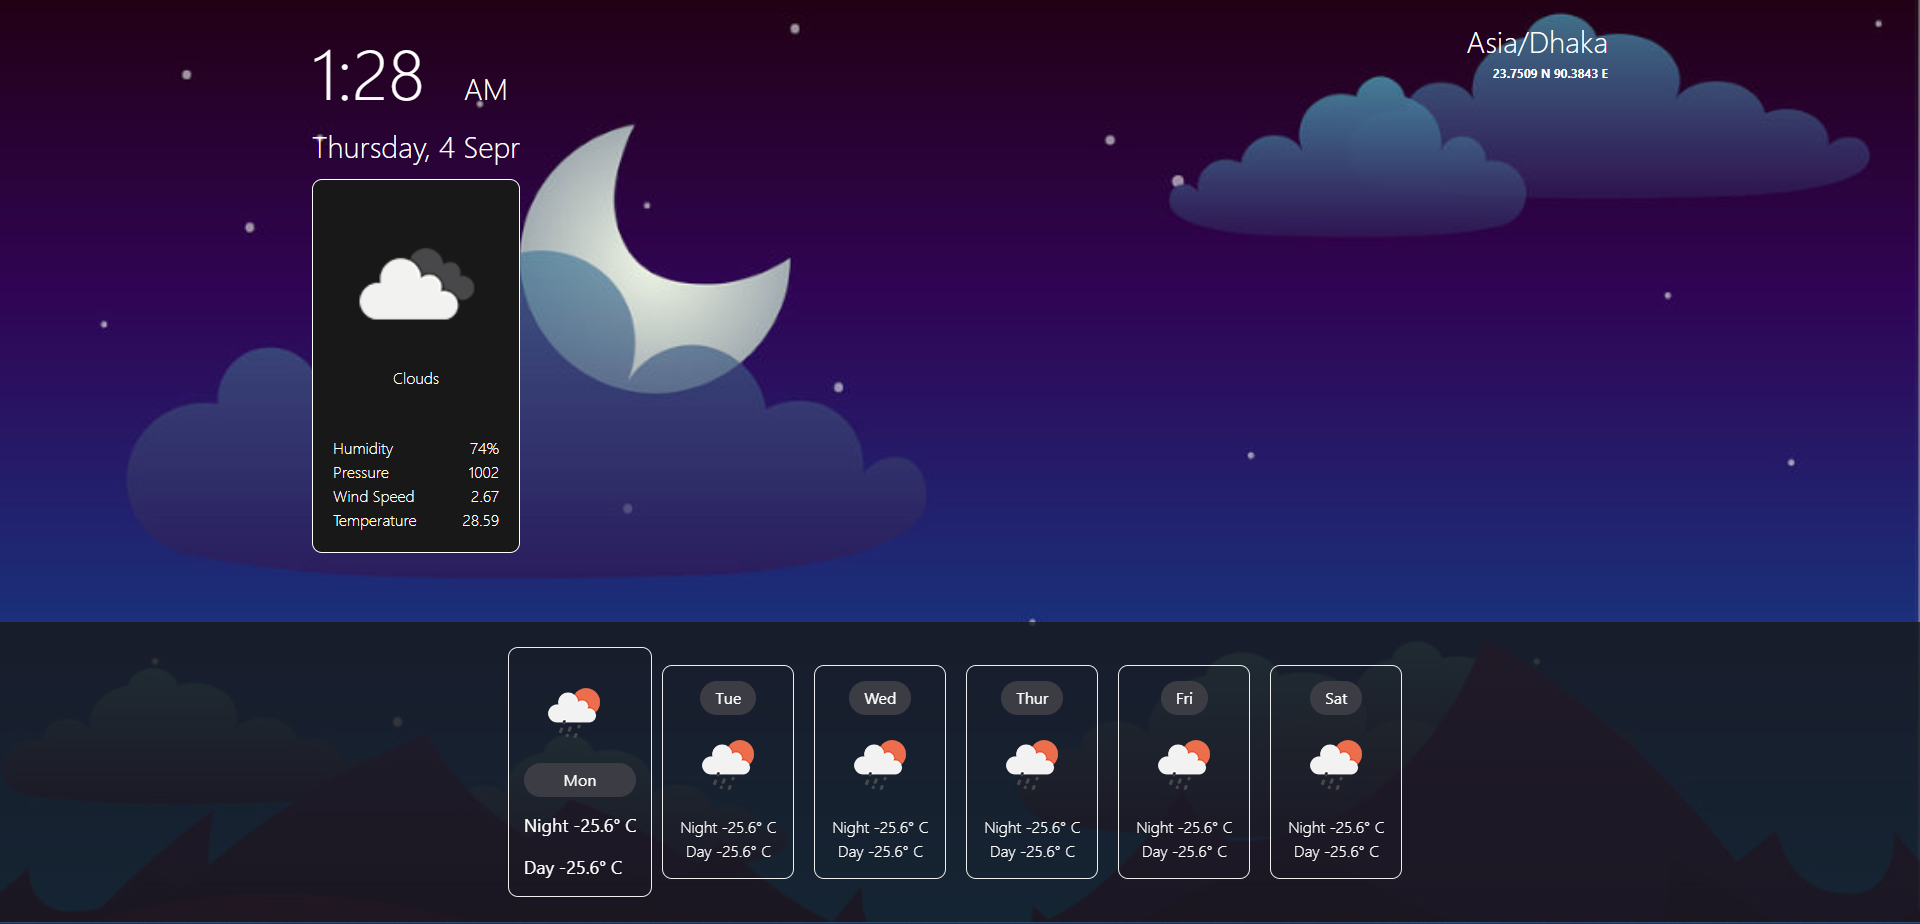 1:28 AM
Thursday, 4 Sepr
Asia/Dhaka
23.7509 N 90.3843 E
Clouds
Humidity 74%
Pressure 1002
Wind Speed 2.67
Temperature 28.59
Mon
Night -25.6° C
Day -25.6° C
Tue
Night -25.6° C
Day -25.6° C
Wed
Night -25.6° C
Day -25.6° C
Thur
Night -25.6° C
Day -25.6° C
Fri
Night -25.6° C
Day -25.6° C
Sat
Night -25.6° C
Day -25.6° C